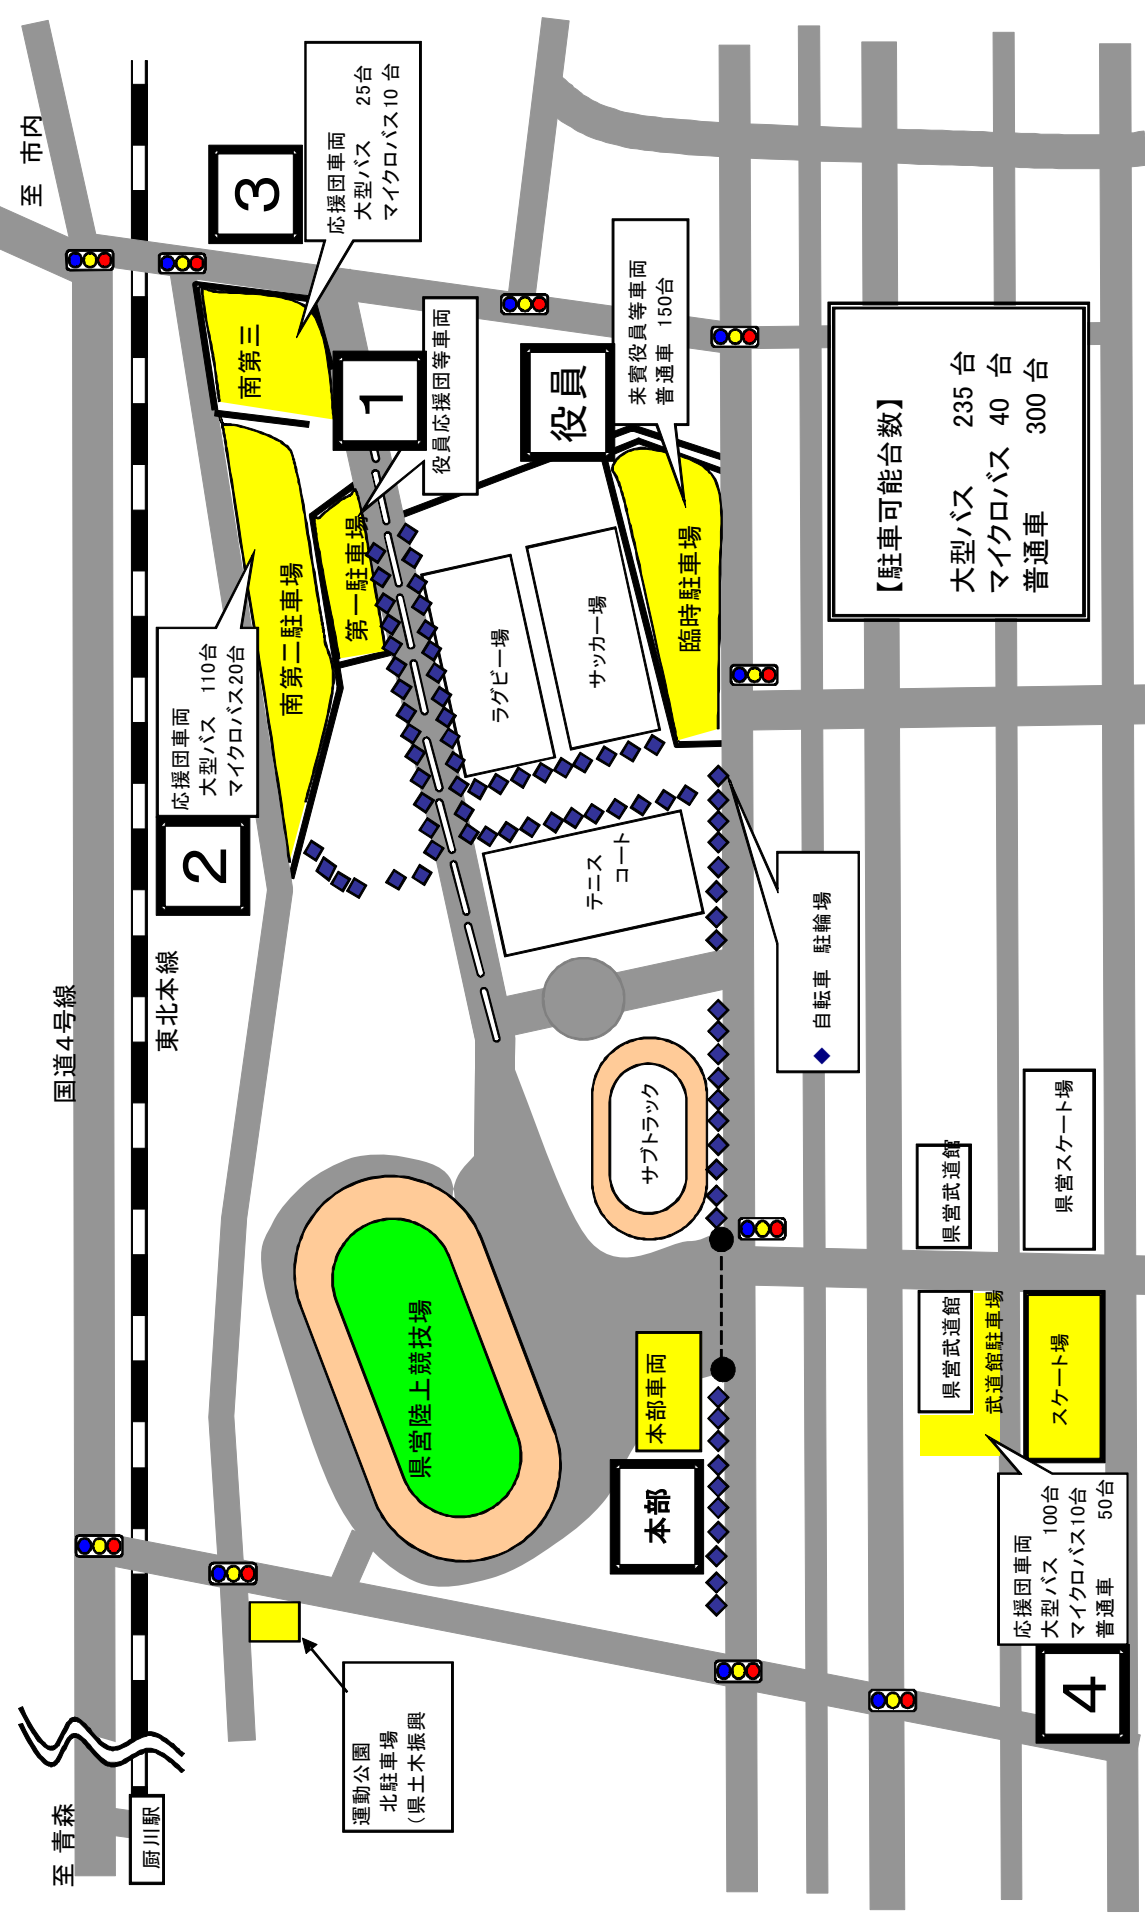 至 青森
厨川駅
国道4号線
東北本線
至 市内
運動公園
北駐車場
(県土木振興
2
応援団車両
大型バス 110台
マイクロバス20台
南第二駐車場
南第三
3
応援団車両
大型バス 25台
マイクロバス10 台
第一駐車場
1
役員応援団等車両
県営陸上競技場
ラグビー場
サッカー場
テニス
コート
サブトラック
役員
来賓役員等車両
普通車 150台
臨時駐車場
本部
本部車両
◆ 自転車 駐輪場
【駐車可能台数】
大型バス 235 台
マイクロバス 40 台
普通車 300 台
県営武道館
県営武道館
武道館駐車場
県営スケート場
スケート場
4
応援団車両
大型バス 100台
マイクロバス10台
普通車 50台